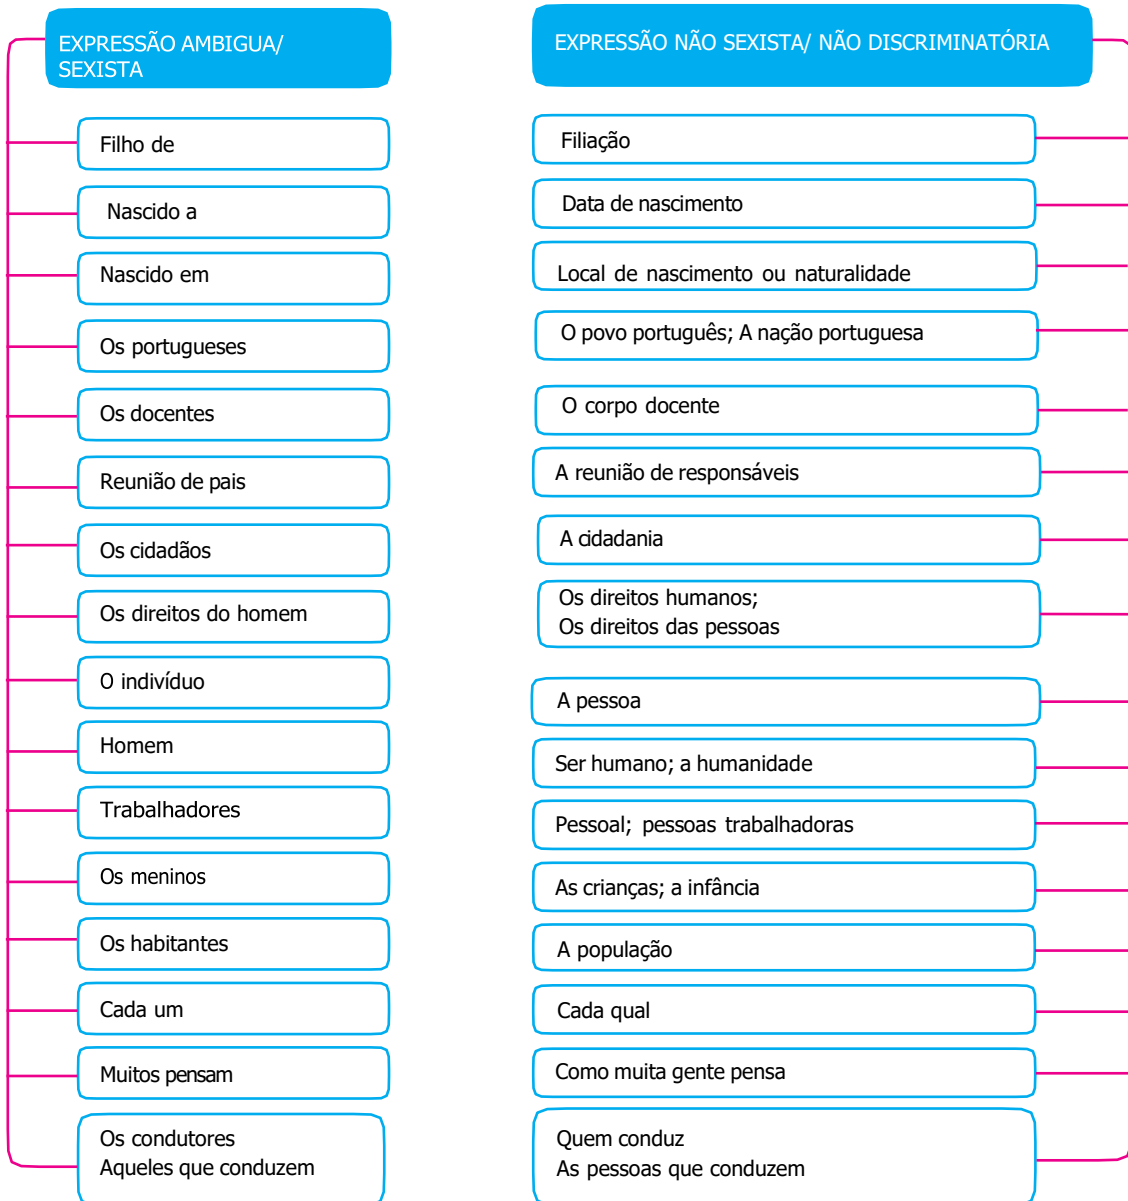 EXPRESSÃO AMBIGUA/
SEXISTA
EXPRESSÃO NÃO SEXISTA/ NÃO DISCRIMINATÓRIA
Filho de
Filiação
Nascido a
Data de nascimento
Nascido em
Local de nascimento ou naturalidade
Os portugueses
O povo português; A nação portuguesa
Os docentes
O corpo docente
Reunião de pais
A reunião de responsáveis
Os cidadãos
A cidadania
Os direitos do homem
Os direitos humanos;
Os direitos das pessoas
O indivíduo
A pessoa
Homem
Ser humano; a humanidade
Trabalhadores
Pessoal; pessoas trabalhadoras
Os meninos
As crianças; a infância
Os habitantes
A população
Cada um
Cada qual
Muitos pensam
Como muita gente pensa
Os condutores
Aqueles que conduzem
Quem conduz
As pessoas que conduzem